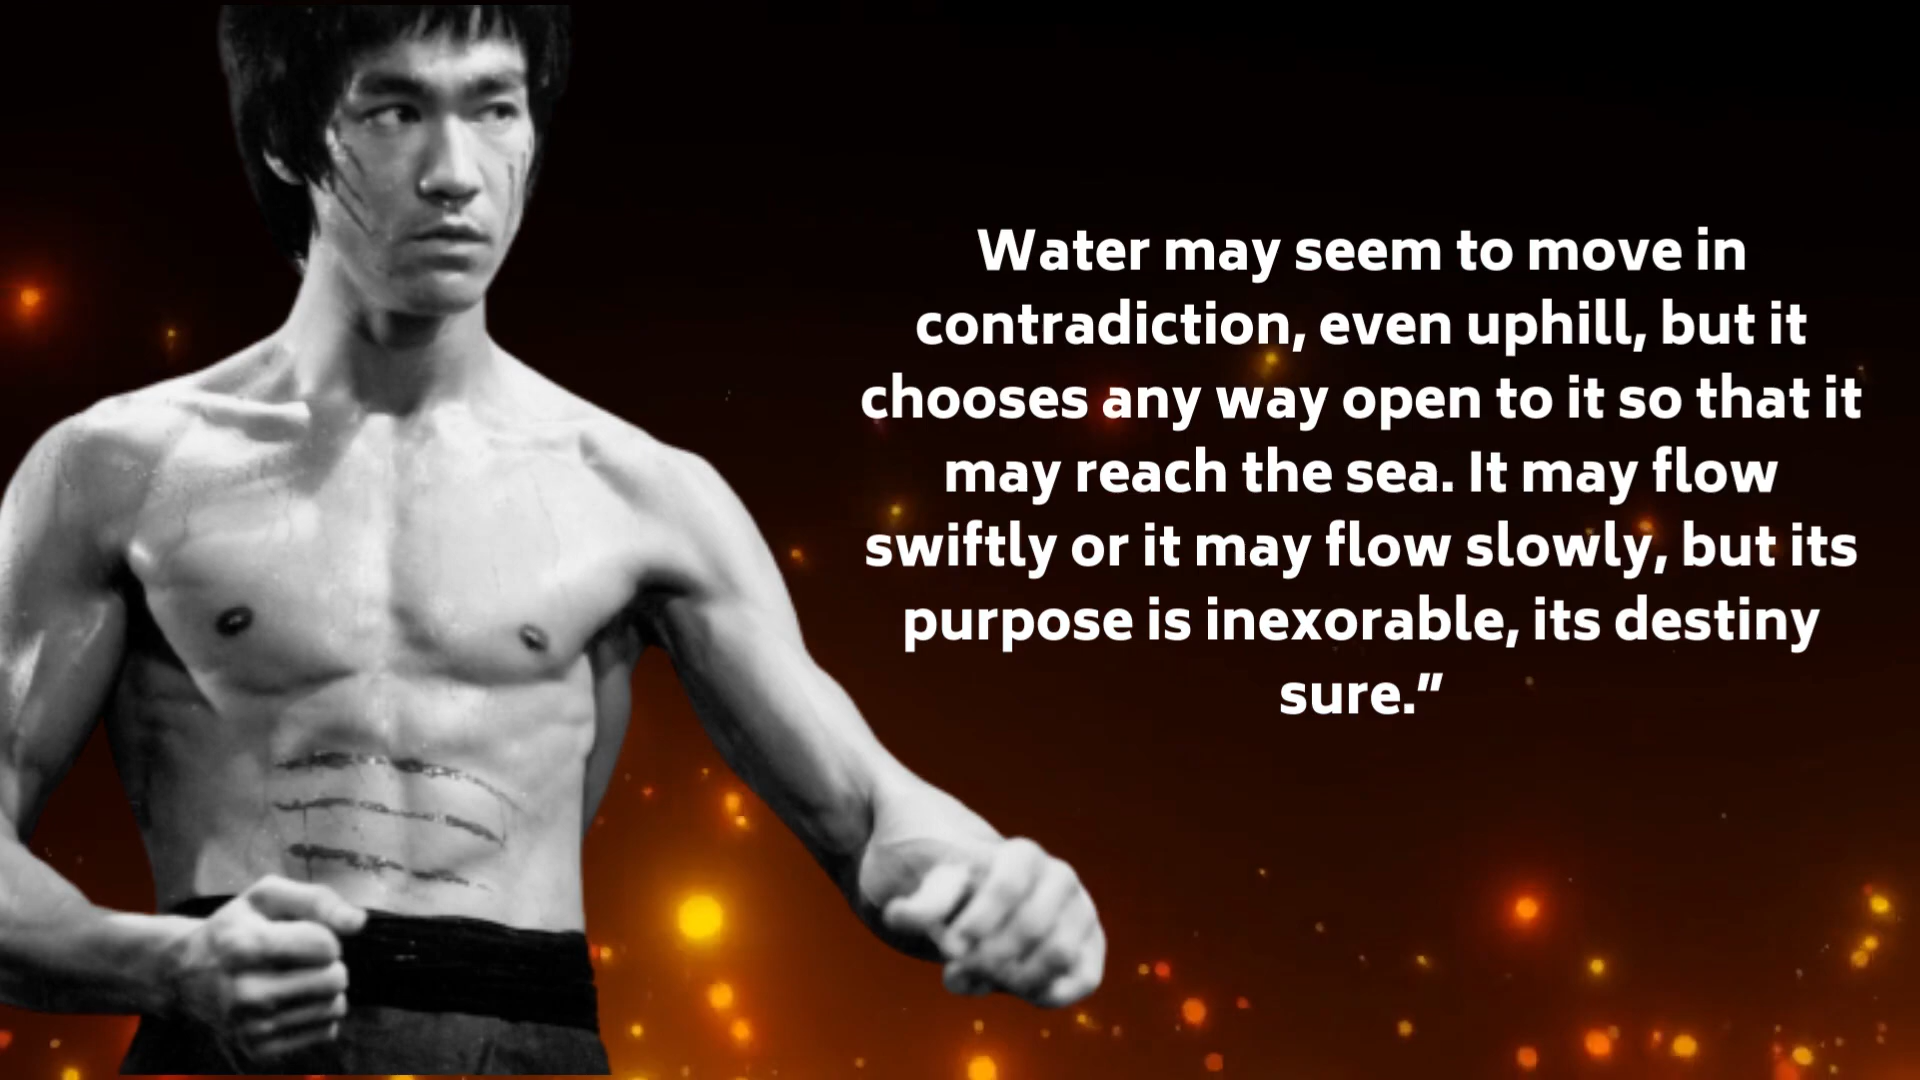 Water may seem to move in
contradiction, even uphill, but it
chooses any way open to it so that it
may reach the sea. It may flow
swiftly or it may flow slowly, but its
purpose is inexorable, its destiny
sure.”